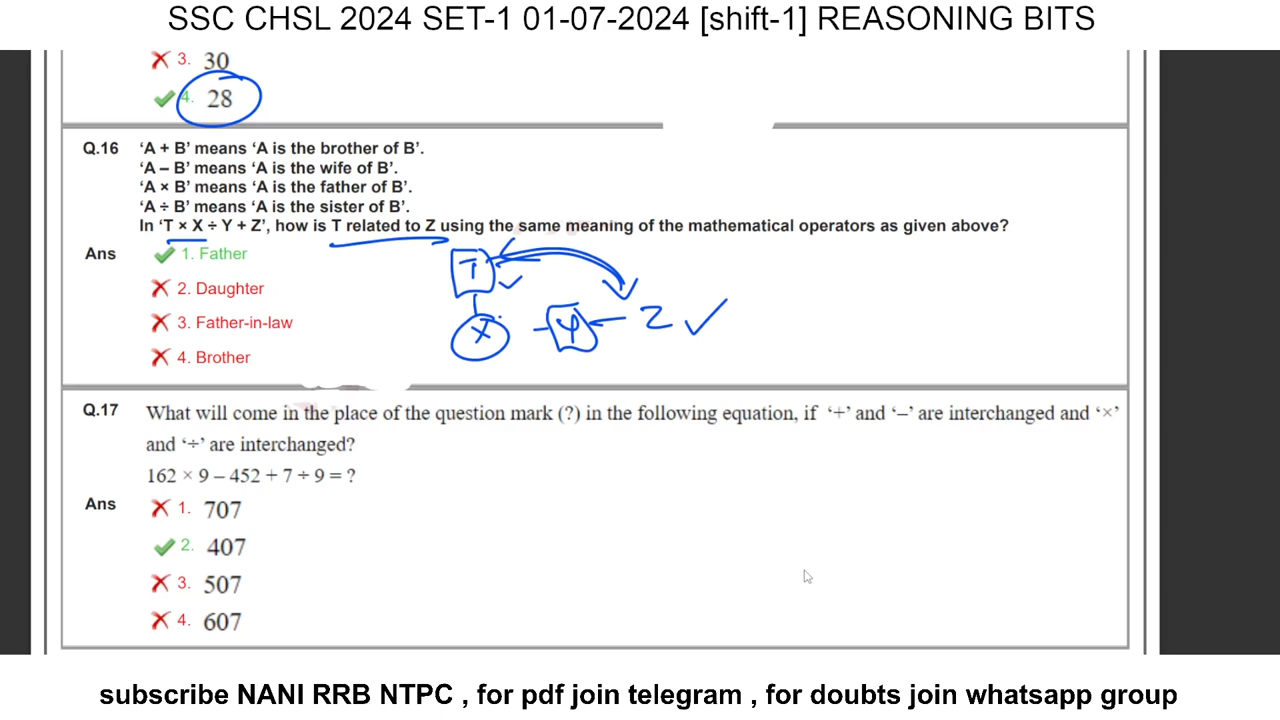 SSC CHSL 2024 SET-1 01-07-2024 [shift-1] REASONING BITS
3. 30
4. 28
Q.16 ‘A + B’ means ‘A is the brother of B’.
‘A – B’ means ‘A is the wife of B’.
‘A × B’ means ‘A is the father of B’.
‘A ÷ B’ means ‘A is the sister of B’.
In ‘T × X ÷ Y + Z’, how is T related to Z using the same meaning of the mathematical operators as given above?
Ans 1. Father
2. Daughter
3. Father-in-law
4. Brother
T
X Y Z
Q.17 What will come in the place of the question mark (?) in the following equation, if ‘+’ and ‘–’ are interchanged and ‘×’
and ‘÷’ are interchanged?
162 × 9 – 452 + 7 ÷ 9 = ?
Ans 1. 707
2. 407
3. 507
4. 607
subscribe NANI RRB NTPC , for pdf join telegram , for doubts join whatsapp group